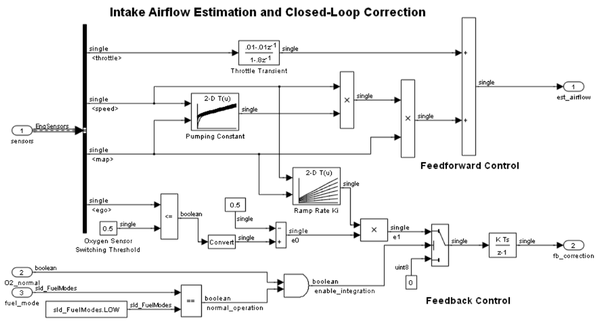 Intake Airflow Estimation and Closed-Loop Correction
single
<throttle>
.01-.01z-1
1-.8z-1
single
Throttle Transient
+
1
est_airflow
single
1
sensors
EngSensors
single
<speed>
2-D T(u)
single
Pumping Constant
×
single
×
single
+
Feedforward Control
single
<map>
2-D T(u)
single
Ramp Rate Ki
single
<ego>
0.5
single
<=
boolean
Oxygen Sensor
Switching Threshold
Convert
single
0.5
single
−
+
single
e0
×
single
e1
single
K Ts
z-1
single
2
fb_correction
uint8
0
2
O2_normal
boolean
3
fuel_mode
sld_FuelModes
sld_FuelModes.LOW
sld_FuelModes
==
boolean
normal_operation
boolean
enable_integration
Feedback Control